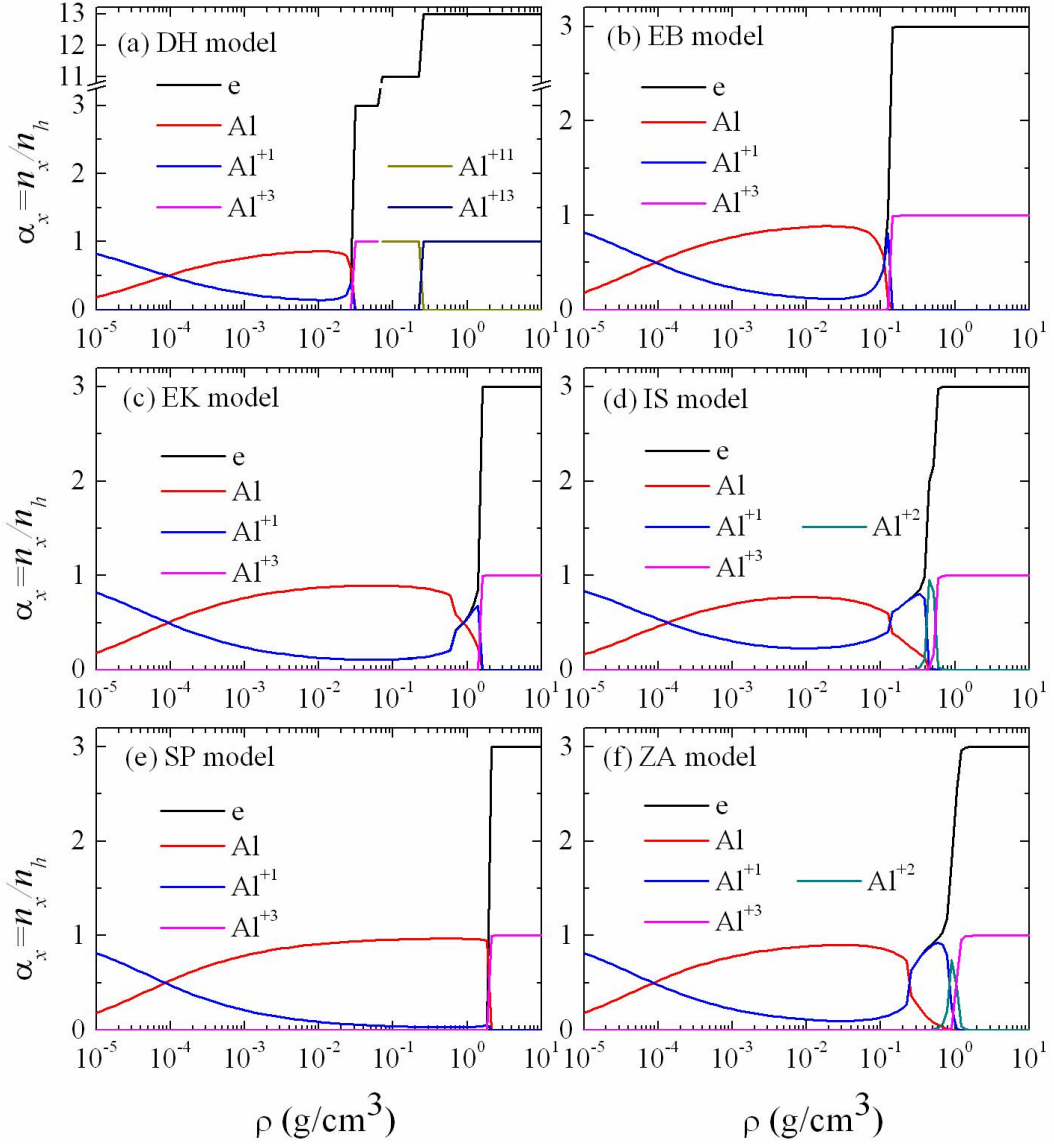 (a) DH model
e
Al
Al⁺¹
Al⁺³
Al⁺¹¹
Al⁺¹³
13
12
11
3
2
1
0
10⁻⁵ 10⁻⁴ 10⁻³ 10⁻² 10⁻¹ 10⁰ 10¹
αₓ=nₓ/nₕ
(b) EB model
e
Al
Al⁺¹
Al⁺³
3
2
1
0
10⁻⁵ 10⁻⁴ 10⁻³ 10⁻² 10⁻¹ 10⁰ 10¹
(c) EK model
e
Al
Al⁺¹
Al⁺³
3
2
1
0
10⁻⁵ 10⁻⁴ 10⁻³ 10⁻² 10⁻¹ 10⁰ 10¹
αₓ=nₓ/nₕ
(d) IS model
e
Al
Al⁺¹
Al⁺²
Al⁺³
3
2
1
0
10⁻⁵ 10⁻⁴ 10⁻³ 10⁻² 10⁻¹ 10⁰ 10¹
(e) SP model
e
Al
Al⁺¹
Al⁺³
3
2
1
0
10⁻⁵ 10⁻⁴ 10⁻³ 10⁻² 10⁻¹ 10⁰ 10¹
αₓ=nₓ/nₕ
ρ (g/cm³)
(f) ZA model
e
Al
Al⁺¹
Al⁺²
Al⁺³
3
2
1
0
10⁻⁵ 10⁻⁴ 10⁻³ 10⁻² 10⁻¹ 10⁰ 10¹
ρ (g/cm³)